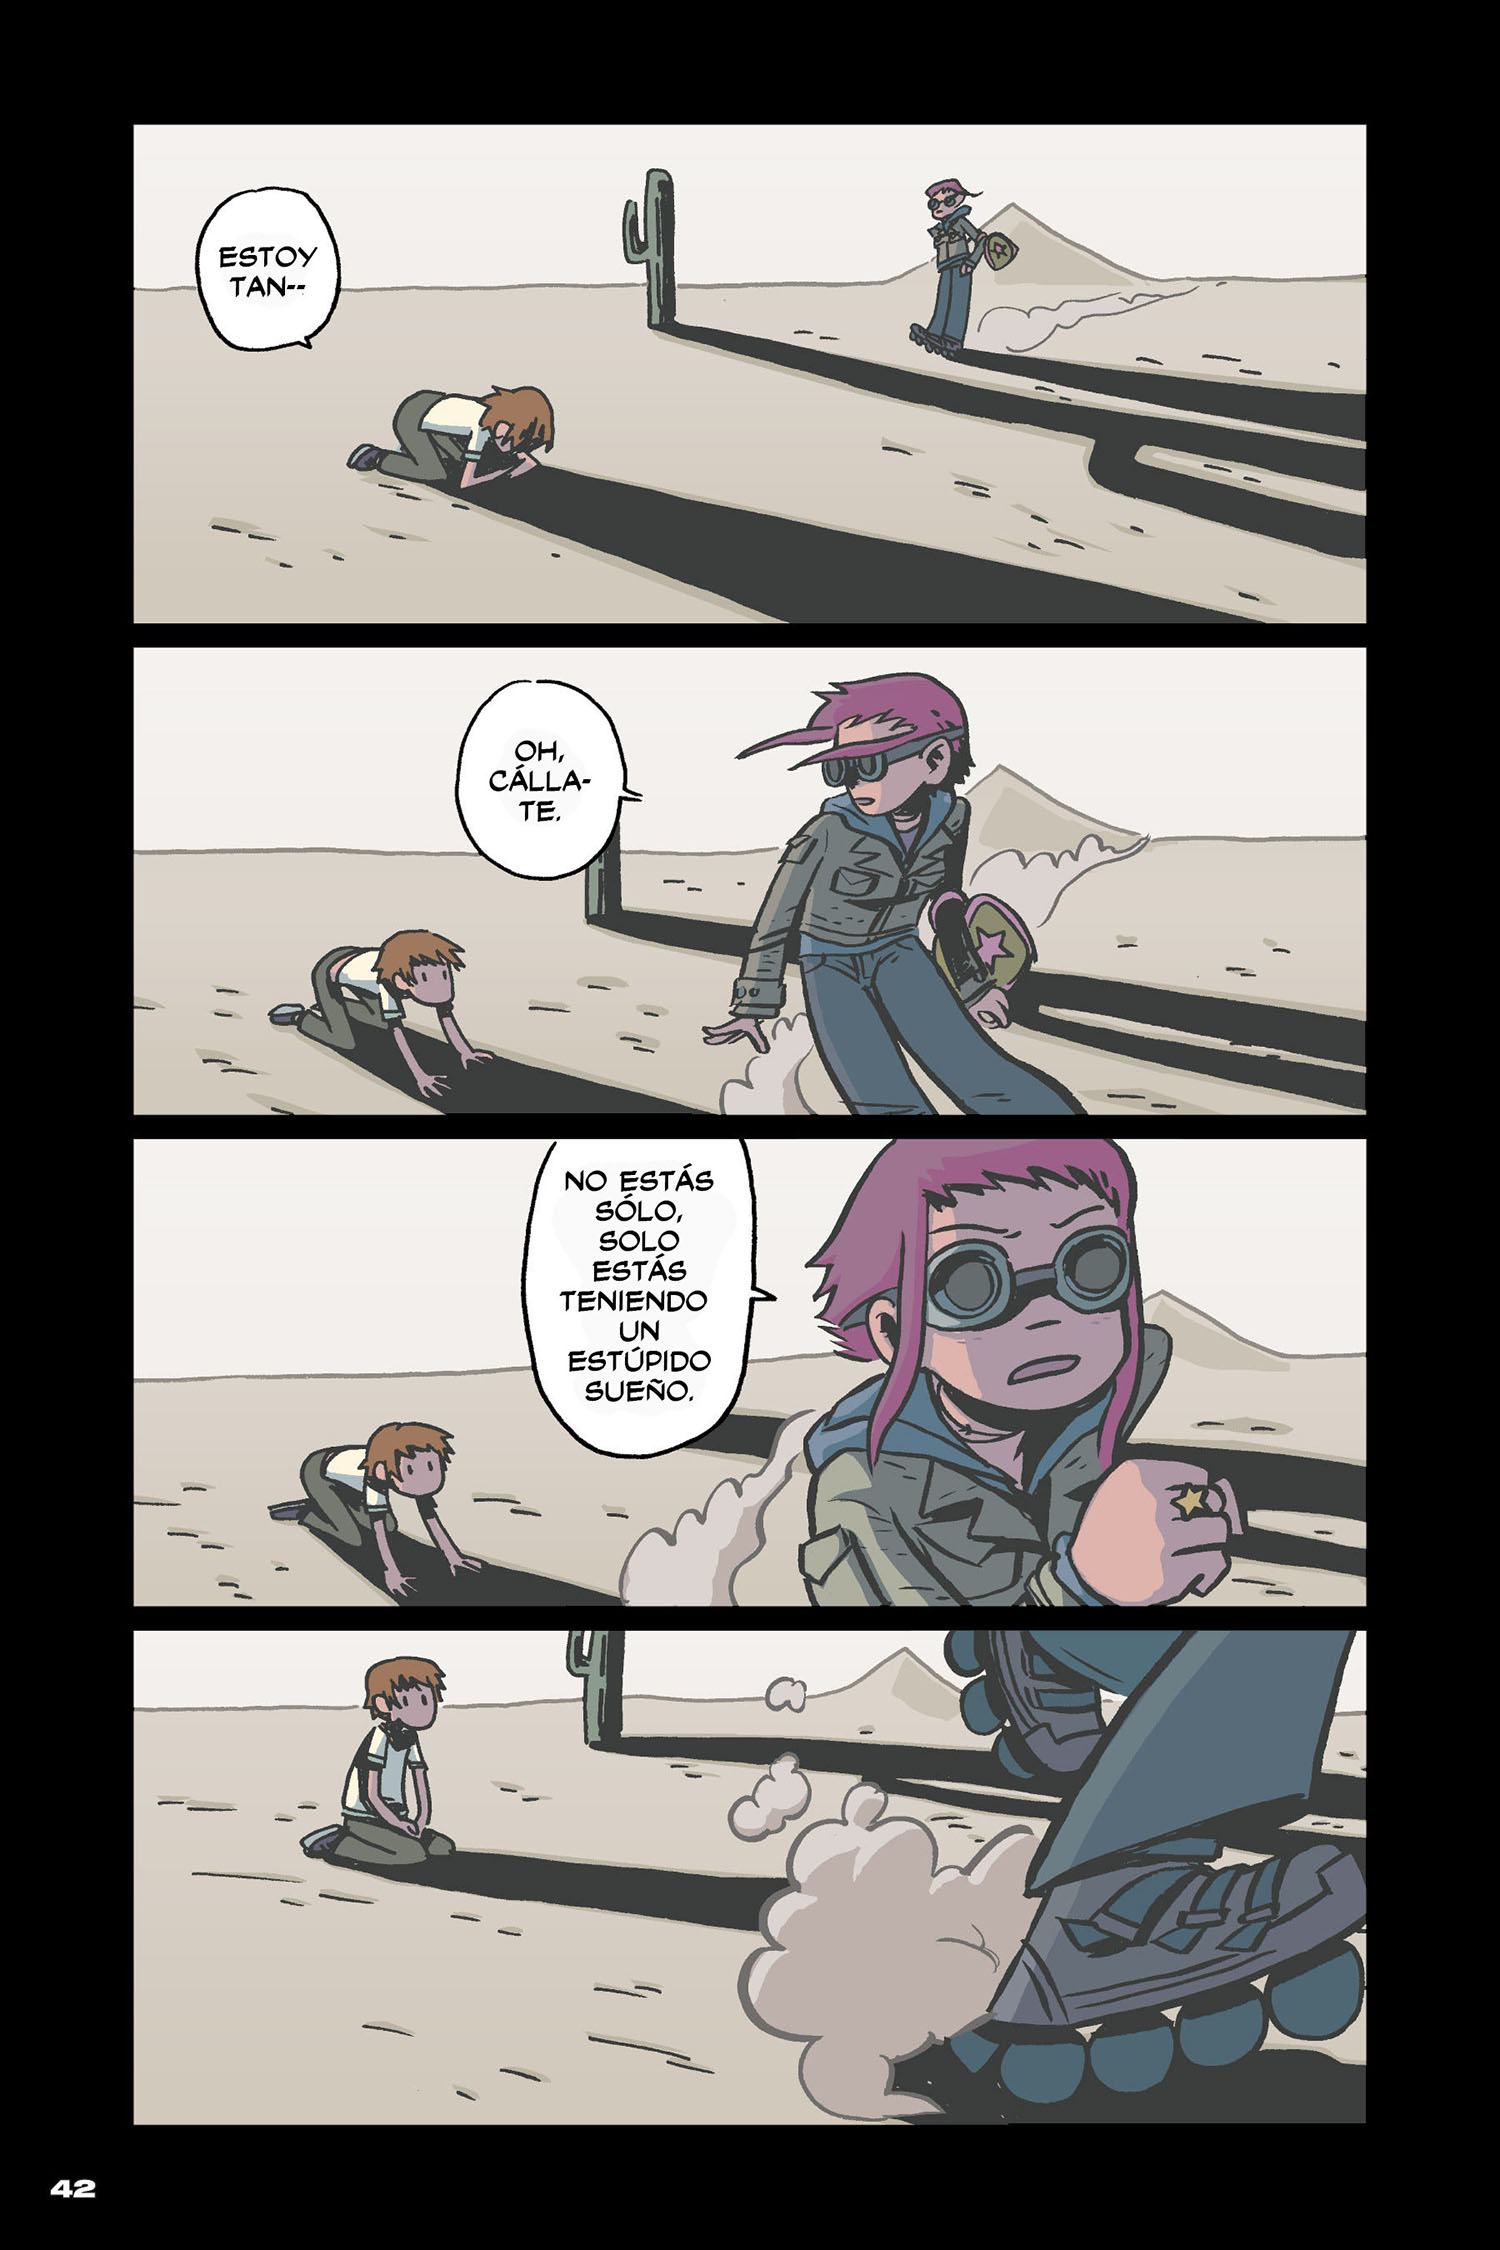 ESTOY
TAN--
OH,
CÁLLA-
TE.
NO ESTÁS
SÓLO,
SOLO
ESTÁS
TENIENDO
UN
ESTÚPIDO
SUEÑO.
42